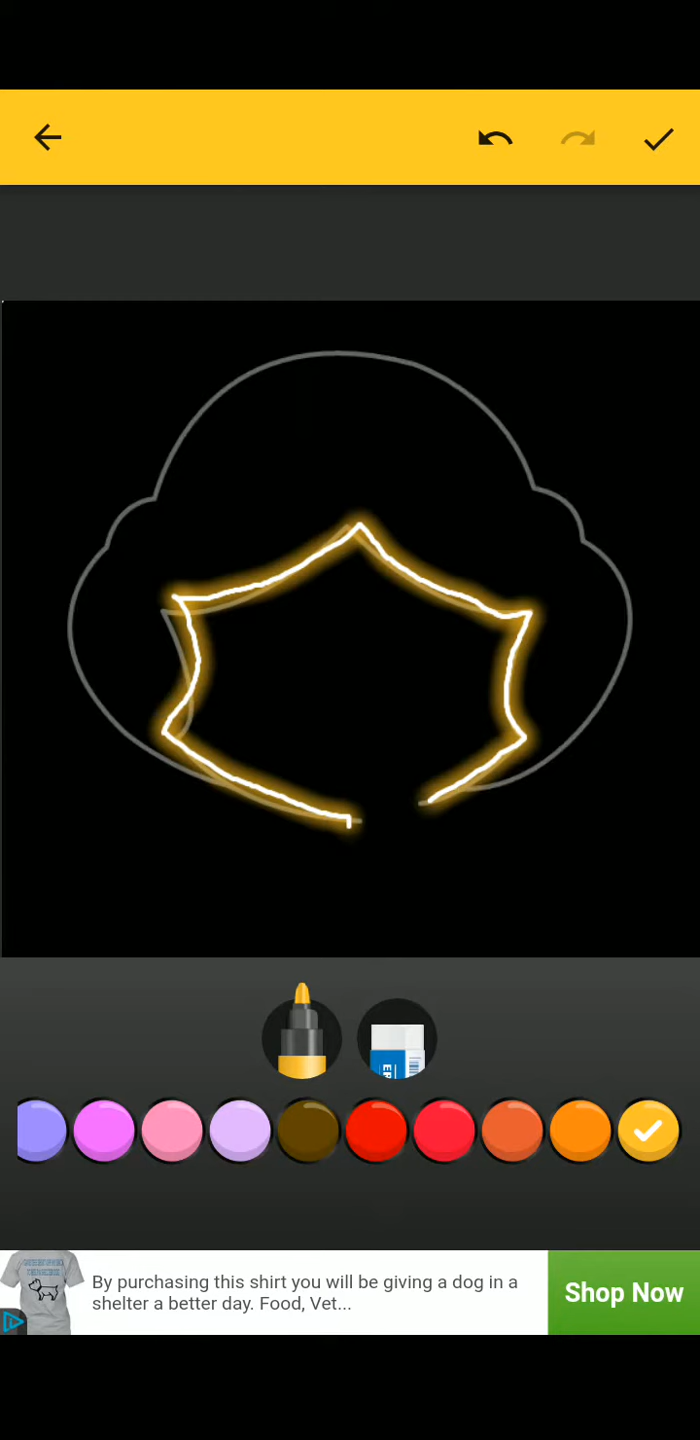 By purchasing this shirt you will be giving a dog in a
shelter a better day. Food, Vet...
Shop Now